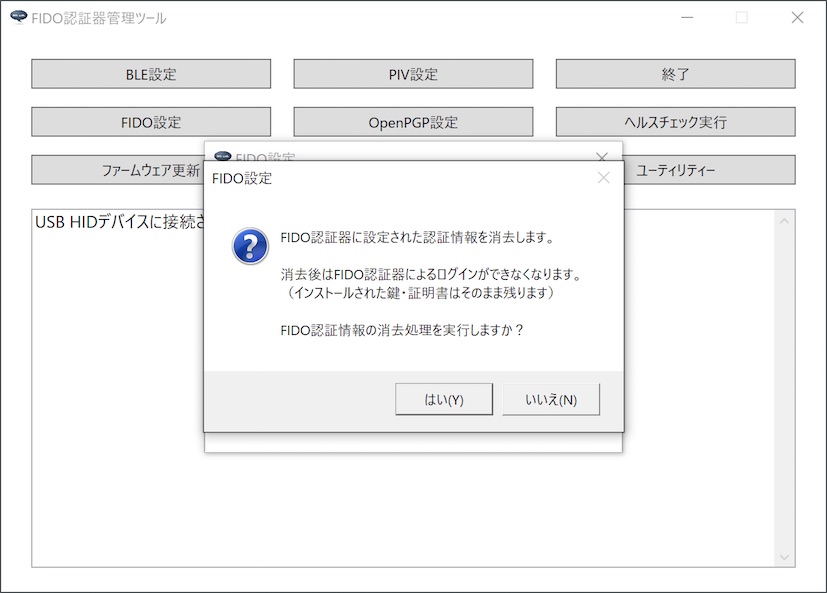 FIDO認証器管理ツール
BLE設定
PIV設定
終了
FIDO設定
OpenPGP設定
ヘルスチェック実行
ファームウェア更新
ユーティリティー
USB HIDデバイスに接続さ
FIDO設定
FIDO設定
FIDO認証器に設定された認証情報を消去します。
消去後はFIDO認証器によるログインができなくなります。
（インストールされた鍵・証明書はそのまま残ります）
FIDO認証情報の消去処理を実行しますか？
はい(Y)
いいえ(N)